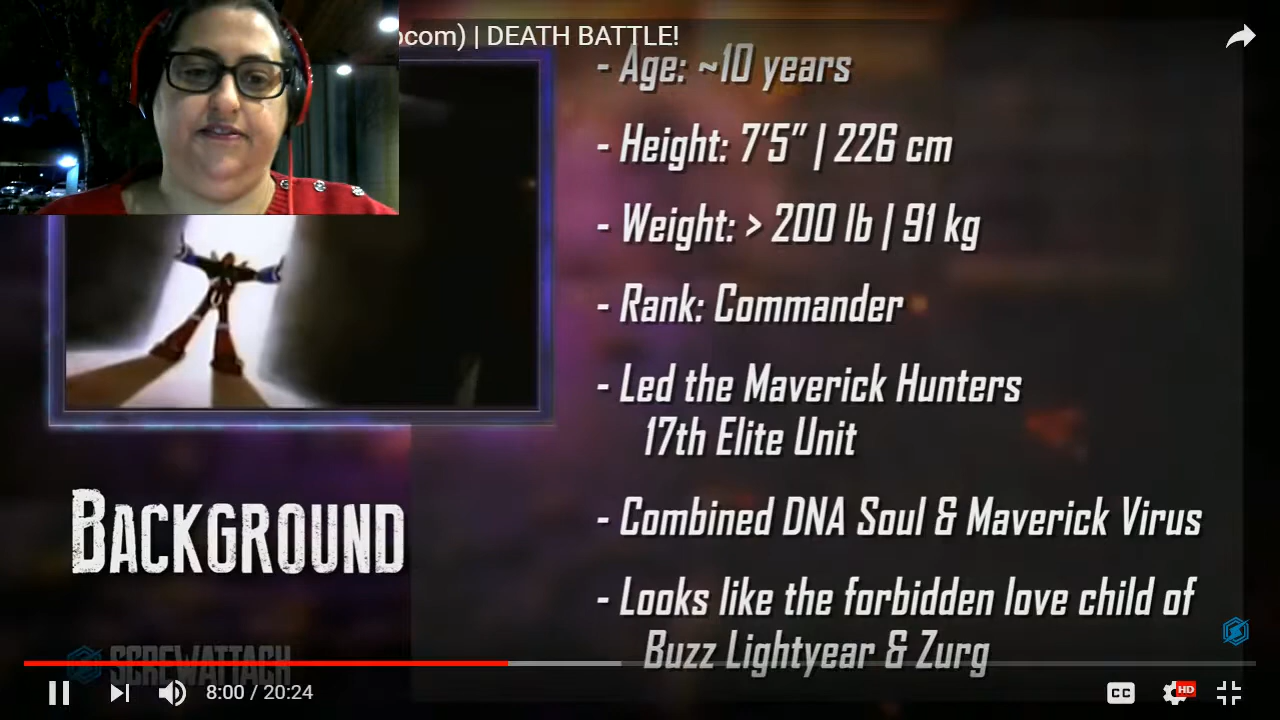 com) | DEATH BATTLE!
- Age: ~10 years
- Height: 7'5" | 226 cm
- Weight: > 200 lb | 91 kg
- Rank: Commander
- Led the Maverick Hunters
17th Elite Unit
- Combined DNA Soul & Maverick Virus
BACKGROUND
- Looks like the forbidden love child of
Buzz Lightyear & Zurg
SCREWATTACK
8:00 / 20:24
CC
HD